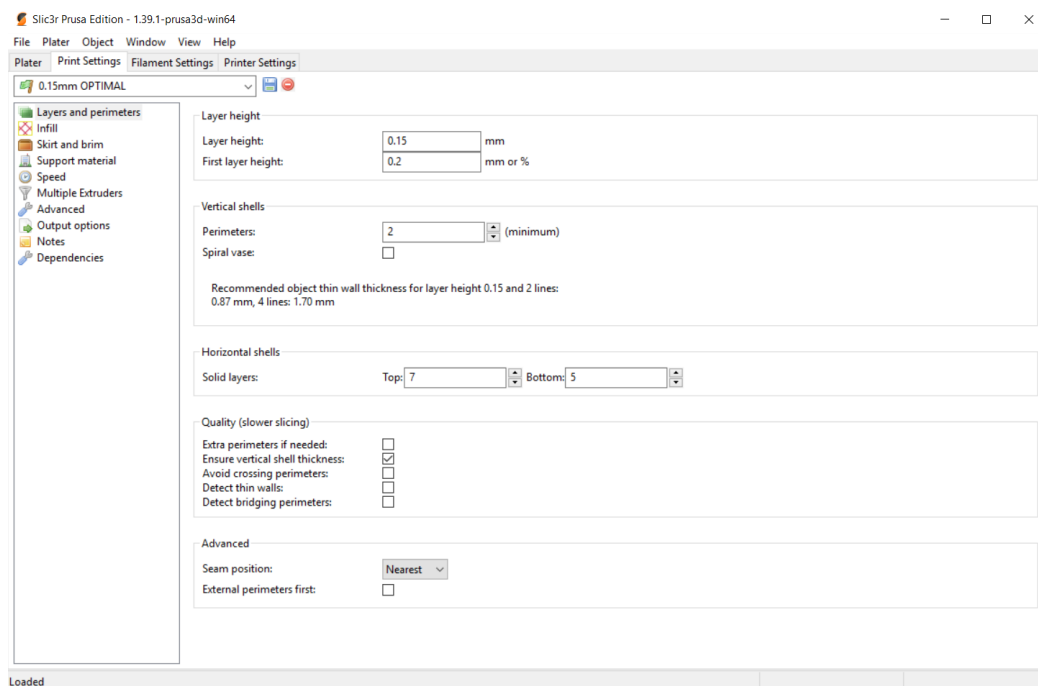 Slic3r Prusa Edition - 1.39.1-prusa3d-win64
File Plater Object Window View Help
Plater Print Settings Filament Settings Printer Settings
0.15mm OPTIMAL
Layers and perimeters
Infill
Skirt and brim
Support material
Speed
Multiple Extruders
Advanced
Output options
Notes
Dependencies
Layer height
Layer height: 0.15 mm
First layer height: 0.2 mm or %
Vertical shells
Perimeters: 2 (minimum)
Spiral vase:
Recommended object thin wall thickness for layer height 0.15 and 2 lines:
0.87 mm, 4 lines: 1.70 mm
Horizontal shells
Solid layers: Top: 7 Bottom: 5
Quality (slower slicing)
Extra perimeters if needed:
Ensure vertical shell thickness:
Avoid crossing perimeters:
Detect thin walls:
Detect bridging perimeters:
Advanced
Seam position: Nearest
External perimeters first:
Loaded